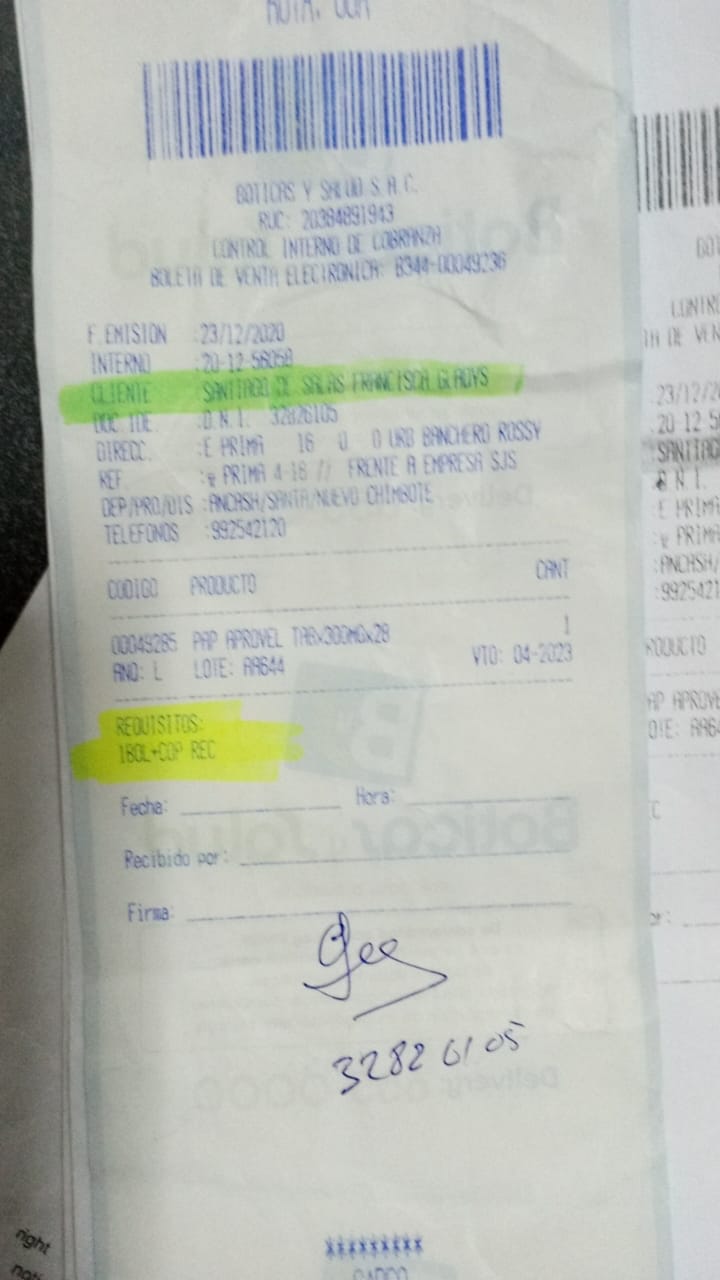 BOTICAS Y SALUD S.A.C.
RUC: 20384891943
CONTROL INTERNO DE COBRANZA
BOLETA DE VENTA ELECTRONICA: B344-00049236
F.EMISION :23/12/2020
INTERNO :20-12-56058
CLIENTE :SANTIAGO DE SALAS FRANCISCA GLADYS
DOC.IDE. :D.N.I. 32826105
DIRECC. :E PRIMA 16 0 0 URB BANCHERO ROSSY
REF :e PRIMA 4-16 // FRENTE A EMPRESA SJS
DEP/PRO/DIS :ANCASH/SANTA/NUEVO CHIMBOTE
TELEFONOS :992542120
CODIGO PRODUCTO CANT
00049285 PAP APROVEL TABx300MGx28 1
ANO: L LOTE: AA644 VTO: 04-2023
REQUISITOS:
1BOL+COP REC
Fecha: Hora:
Recibido por:
Firma:
32826105
*********
CARGO
right